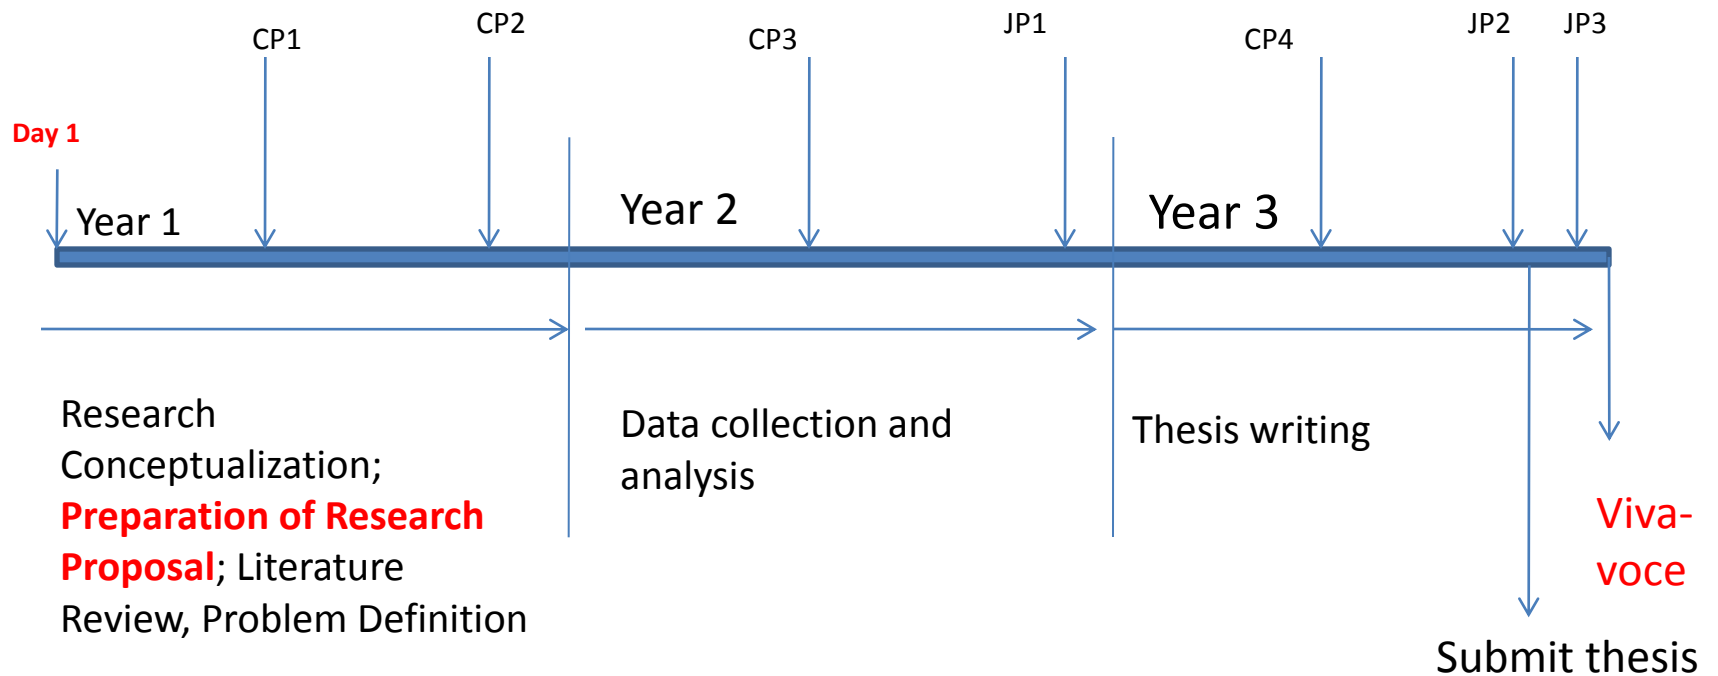 CP1
CP2
CP3
JP1
CP4
JP2
JP3
Day 1
Year 1
Year 2
Year 3
Research
Conceptualization;
Preparation of Research
Proposal; Literature
Review, Problem Definition
Data collection and
analysis
Thesis writing
Viva-
voce
Submit thesis